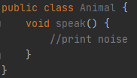 public class Animal {
    void speak() {
        //print noise
    }
}